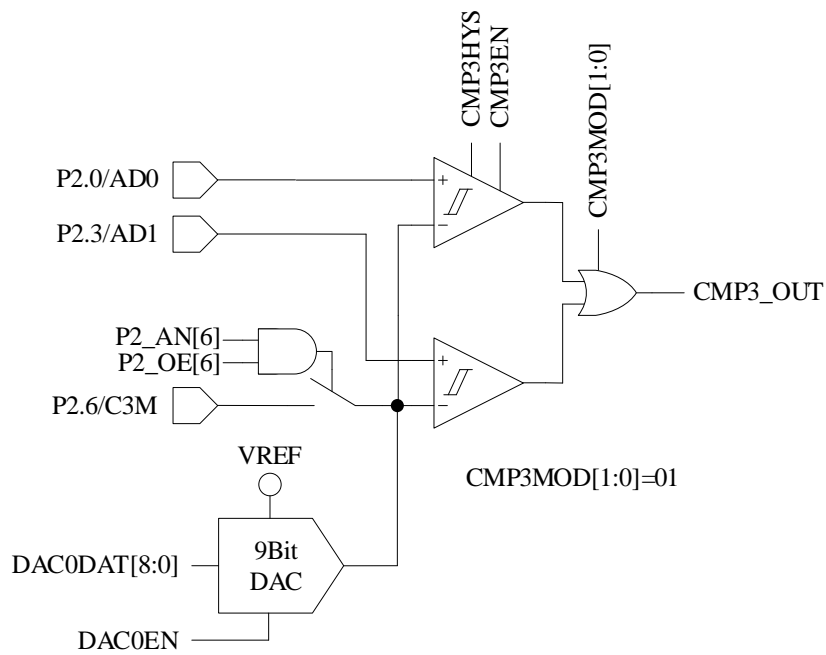 CMP3HYS
CMP3EN
CMP3MOD[1:0]
P2.0/AD0
+
−
P2.3/AD1
CMP3_OUT
P2_AN[6]
P2_OE[6]
+
−
P2.6/C3M
VREF
CMP3MOD[1:0]=01
9Bit
DAC
DAC0DAT[8:0]
DAC0EN